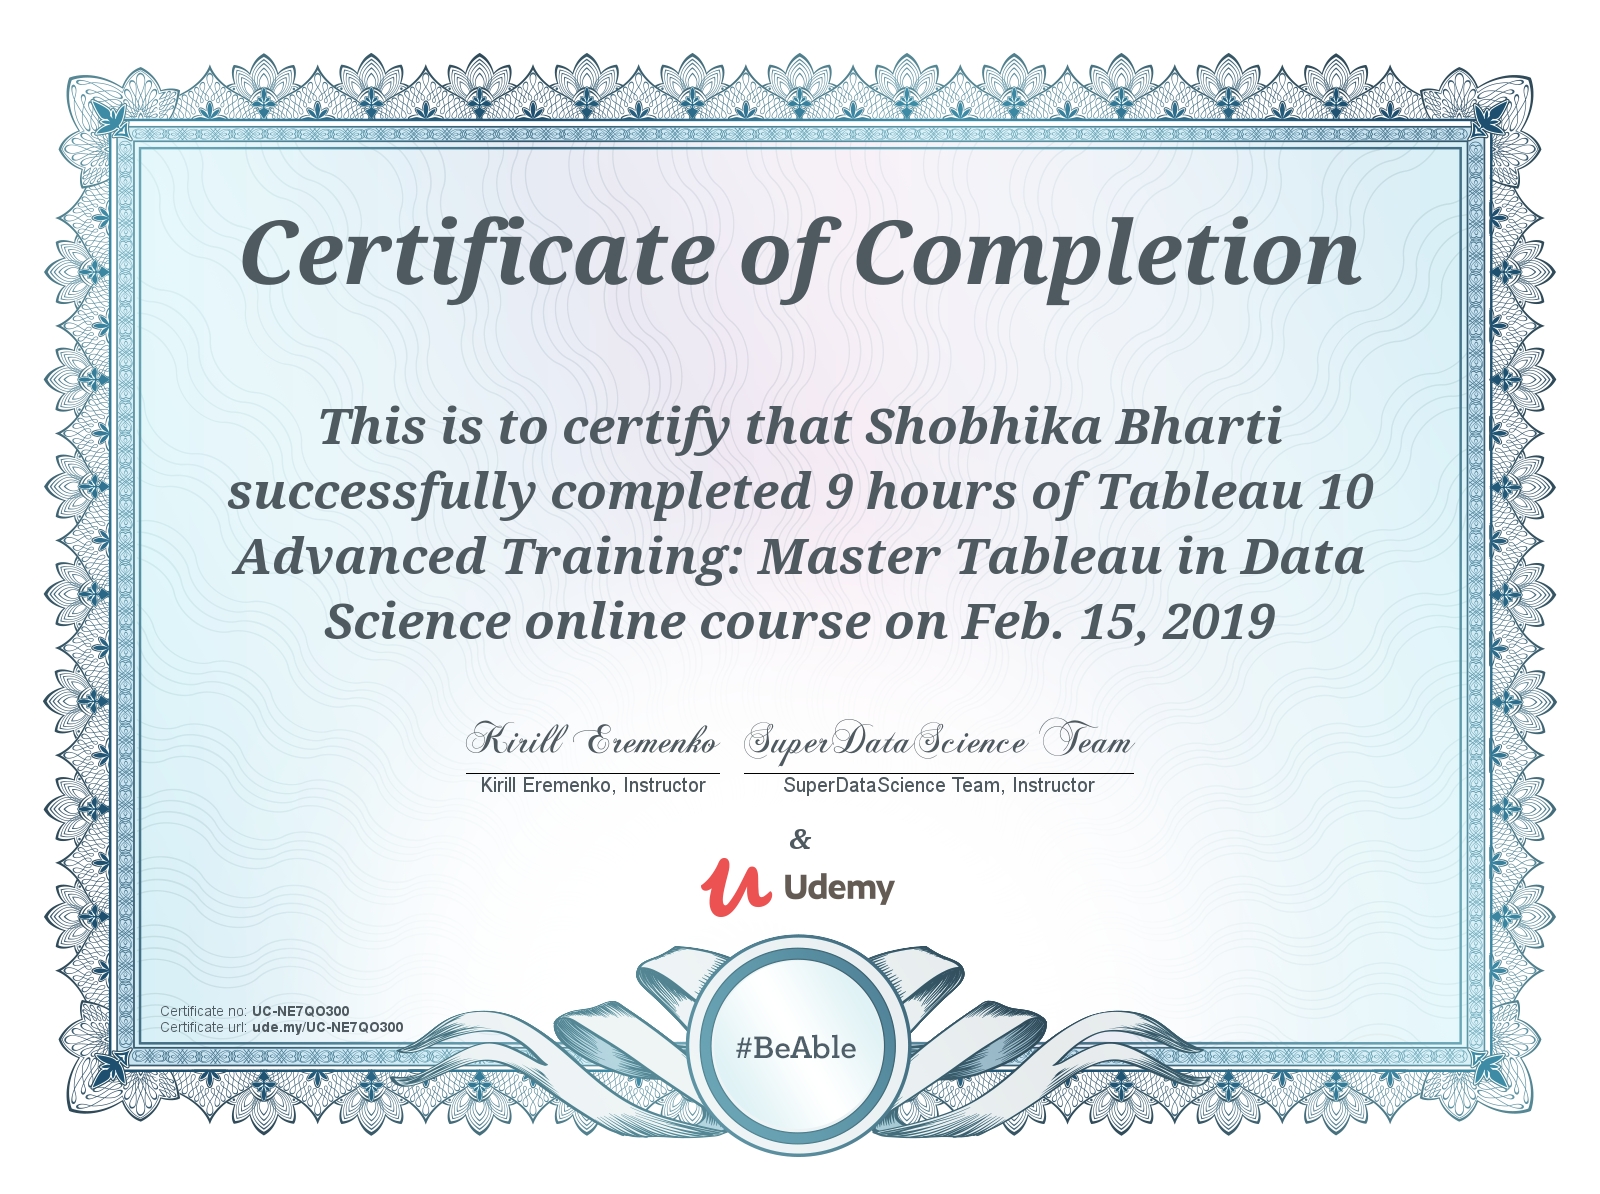 Certificate of Completion
This is to certify that Shobhika Bharti
successfully completed 9 hours of Tableau 10
Advanced Training: Master Tableau in Data
Science online course on Feb. 15, 2019
Kirill Eremenko SuperDataScience Team
Kirill Eremenko, Instructor SuperDataScience Team, Instructor
&
Udemy
Certificate no: UC-NE7QO300
Certificate url: ude.my/UC-NE7QO300
#BeAble